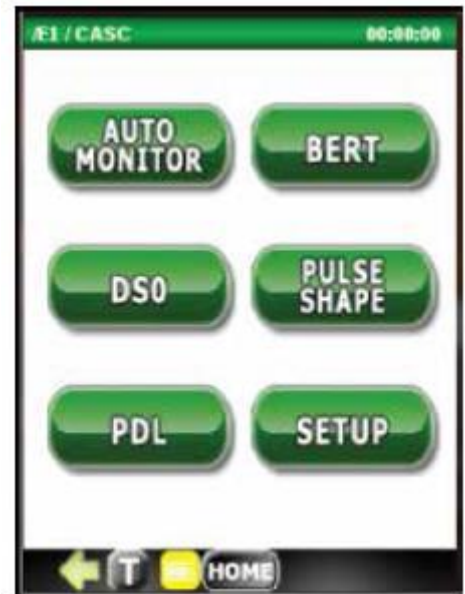 Æ1 / CASC 00:00:00
AUTO
MONITOR
BERT
DS0
PULSE
SHAPE
PDL
SETUP
T
HOME